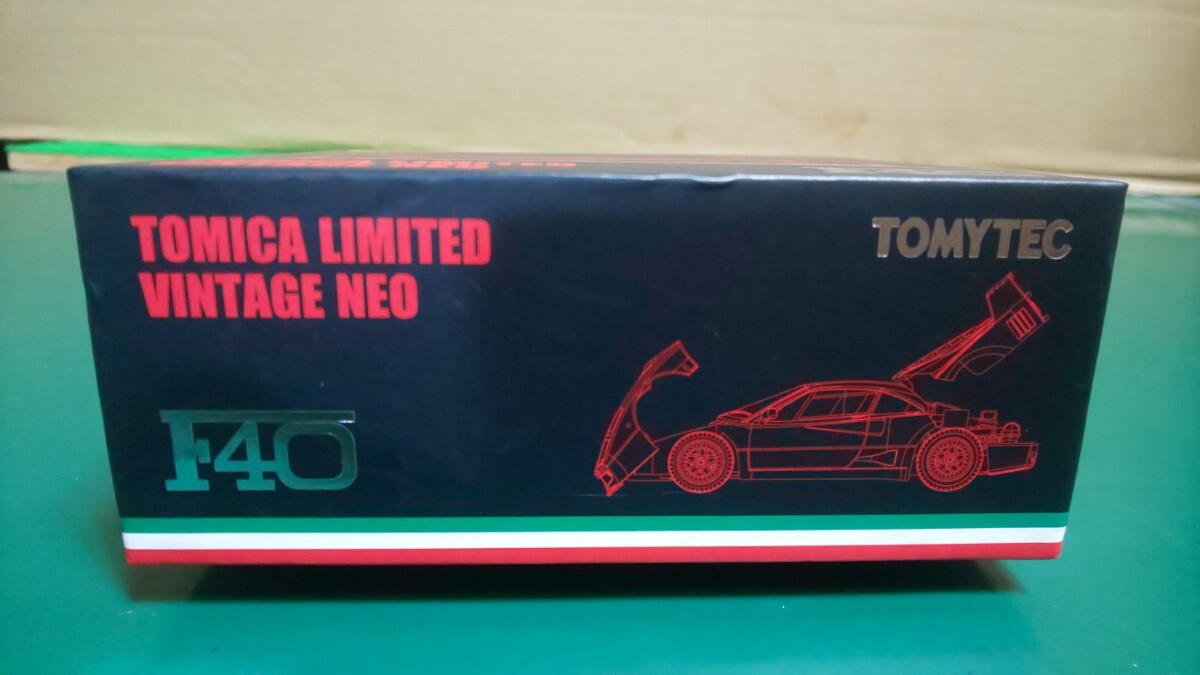 TOMICA LIMITED
VINTAGE NEO
TOMYTEC
F40